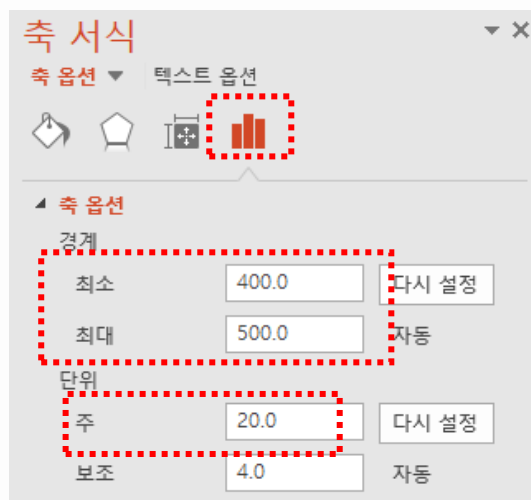 축 서식
축 옵션 텍스트 옵션
축 옵션
경계
최소 400.0 다시 설정
최대 500.0 자동
단위
주 20.0 다시 설정
보조 4.0 자동